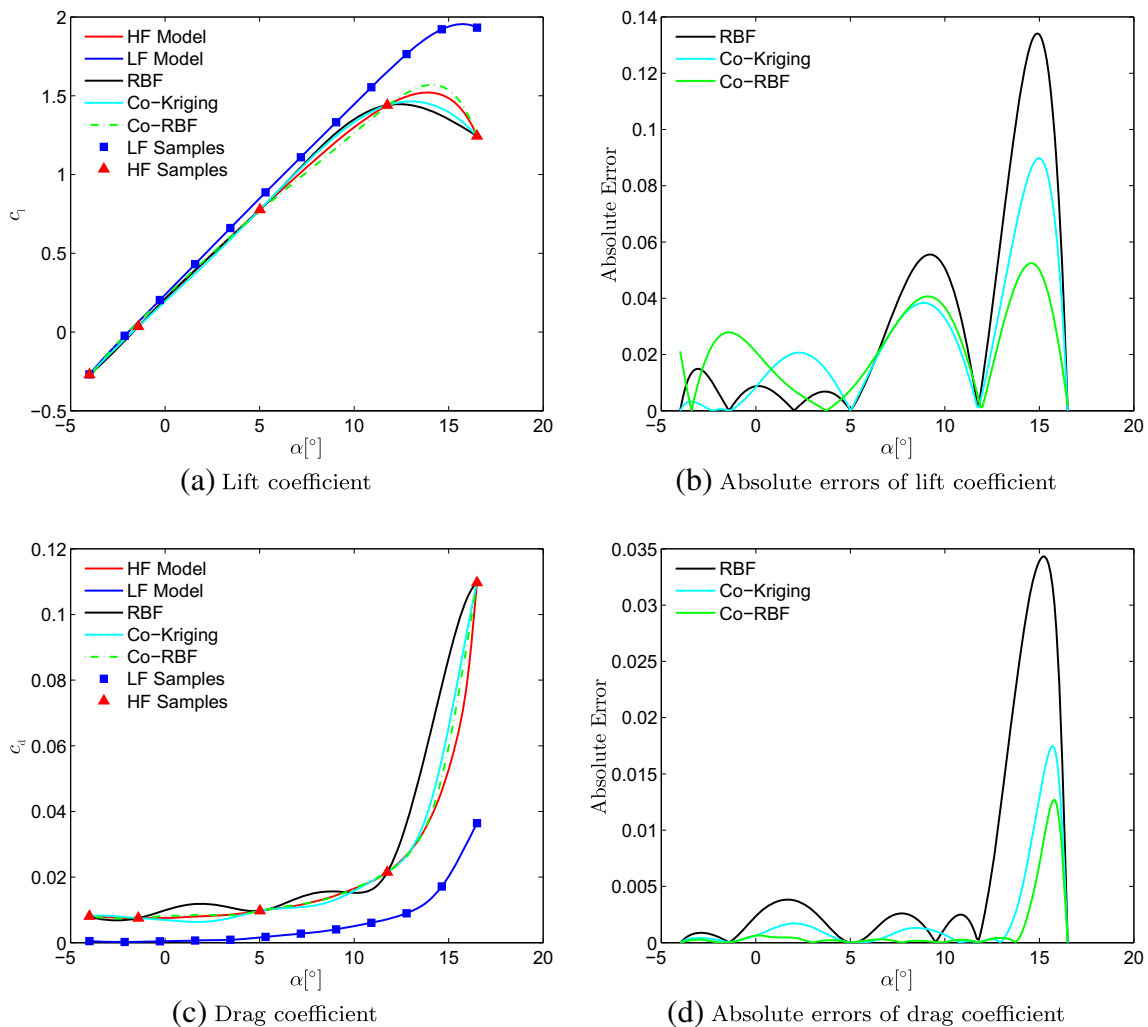 2
1.5
1
0.5
0
−0.5
c_l
HF Model
LF Model
RBF
Co−Kriging
Co−RBF
LF Samples
HF Samples
−5 0 5 10 15 20
α[°]
(a) Lift coefficient
0.14
0.12
0.1
0.08
0.06
0.04
0.02
0
Absolute Error
RBF
Co−Kriging
Co−RBF
−5 0 5 10 15 20
α[°]
(b) Absolute errors of lift coefficient
0.12
0.1
0.08
0.06
0.04
0.02
0
c_d
HF Model
LF Model
RBF
Co−Kriging
Co−RBF
LF Samples
HF Samples
−5 0 5 10 15 20
α[°]
(c) Drag coefficient
0.035
0.03
0.025
0.02
0.015
0.01
0.005
0
Absolute Error
RBF
Co−Kriging
Co−RBF
−5 0 5 10 15 20
α[°]
(d) Absolute errors of drag coefficient